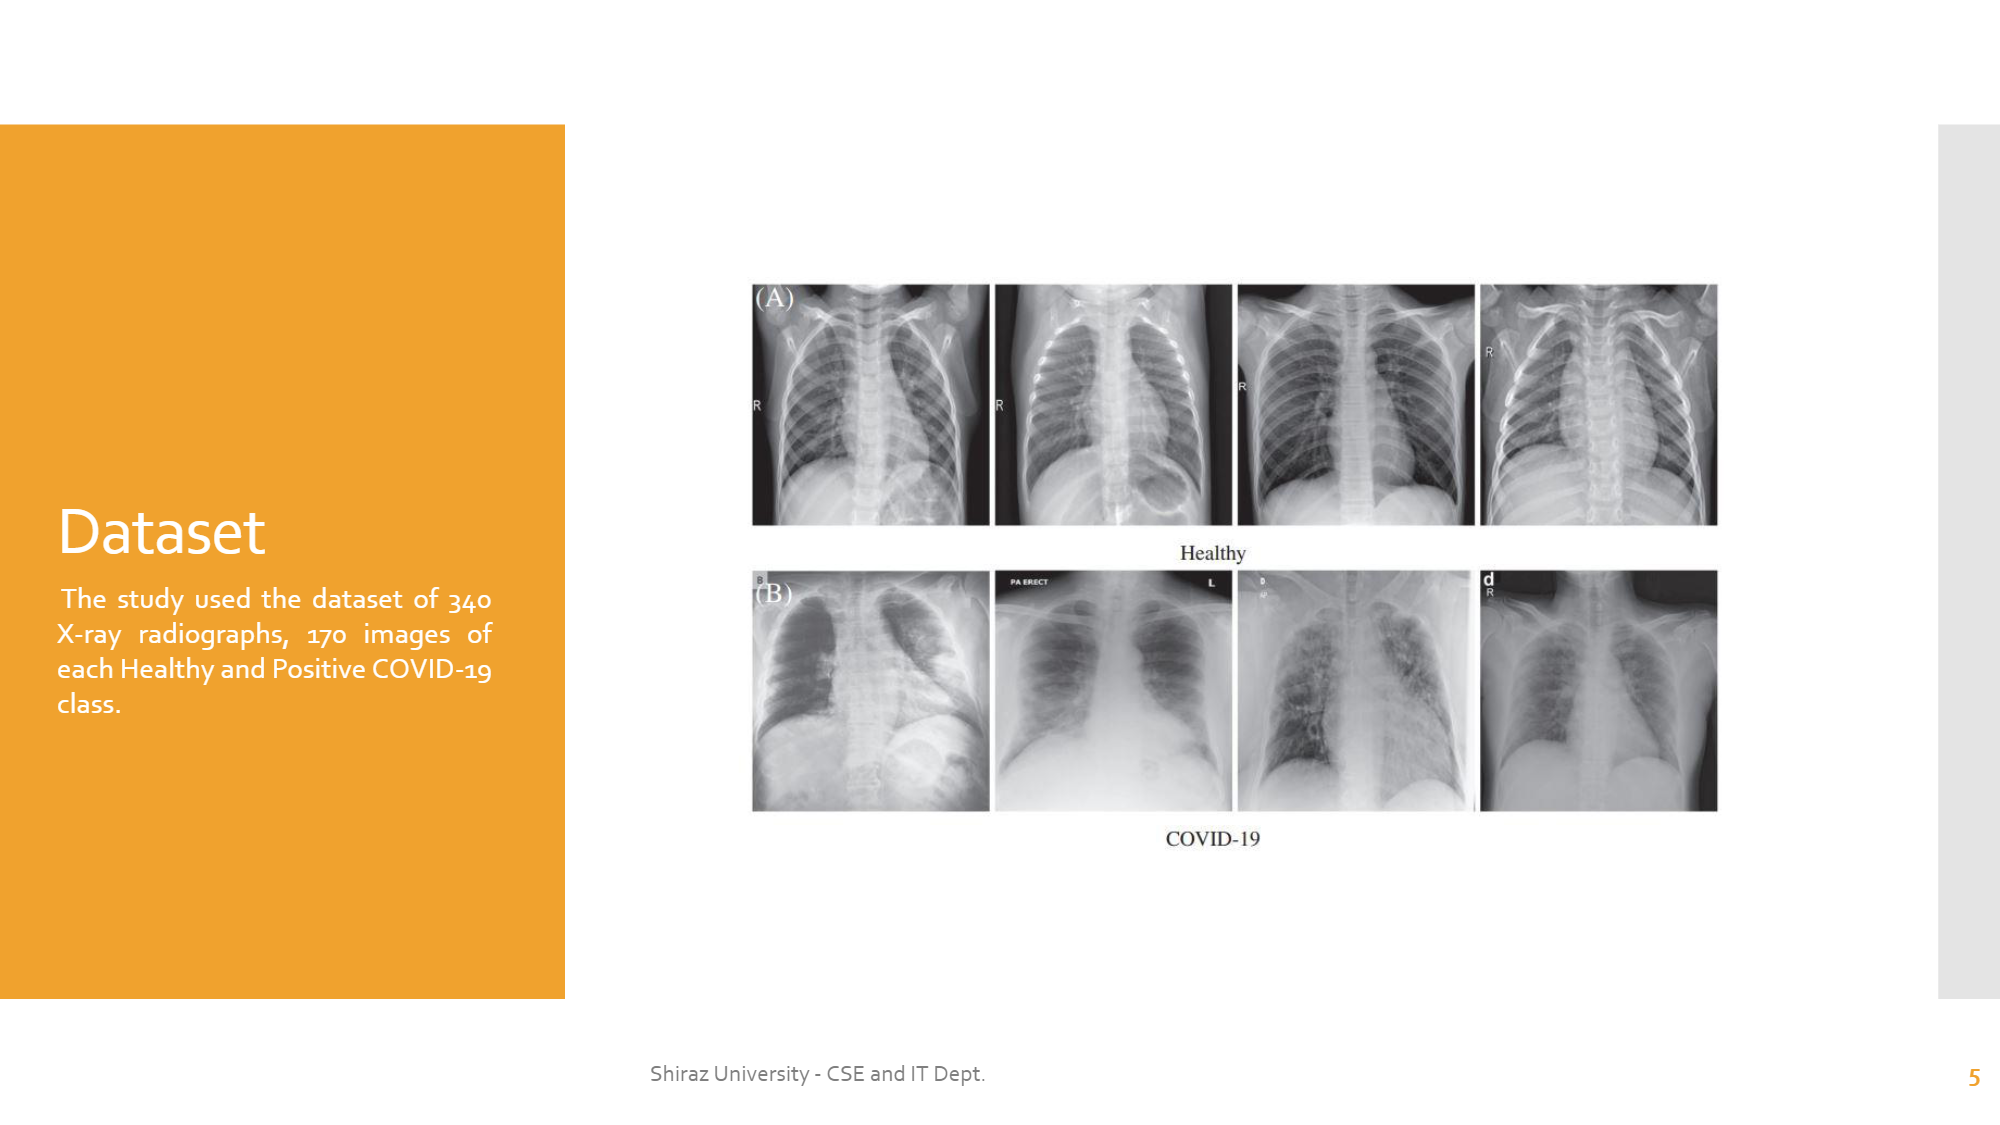 Dataset
The study used the dataset of 340
X-ray radiographs, 170 images of
each Healthy and Positive COVID-19
class.
(A)
R
R
R
R
Healthy
B
(B)
PA ERECT
L
d
R
COVID-19
Shiraz University - CSE and IT Dept.
5